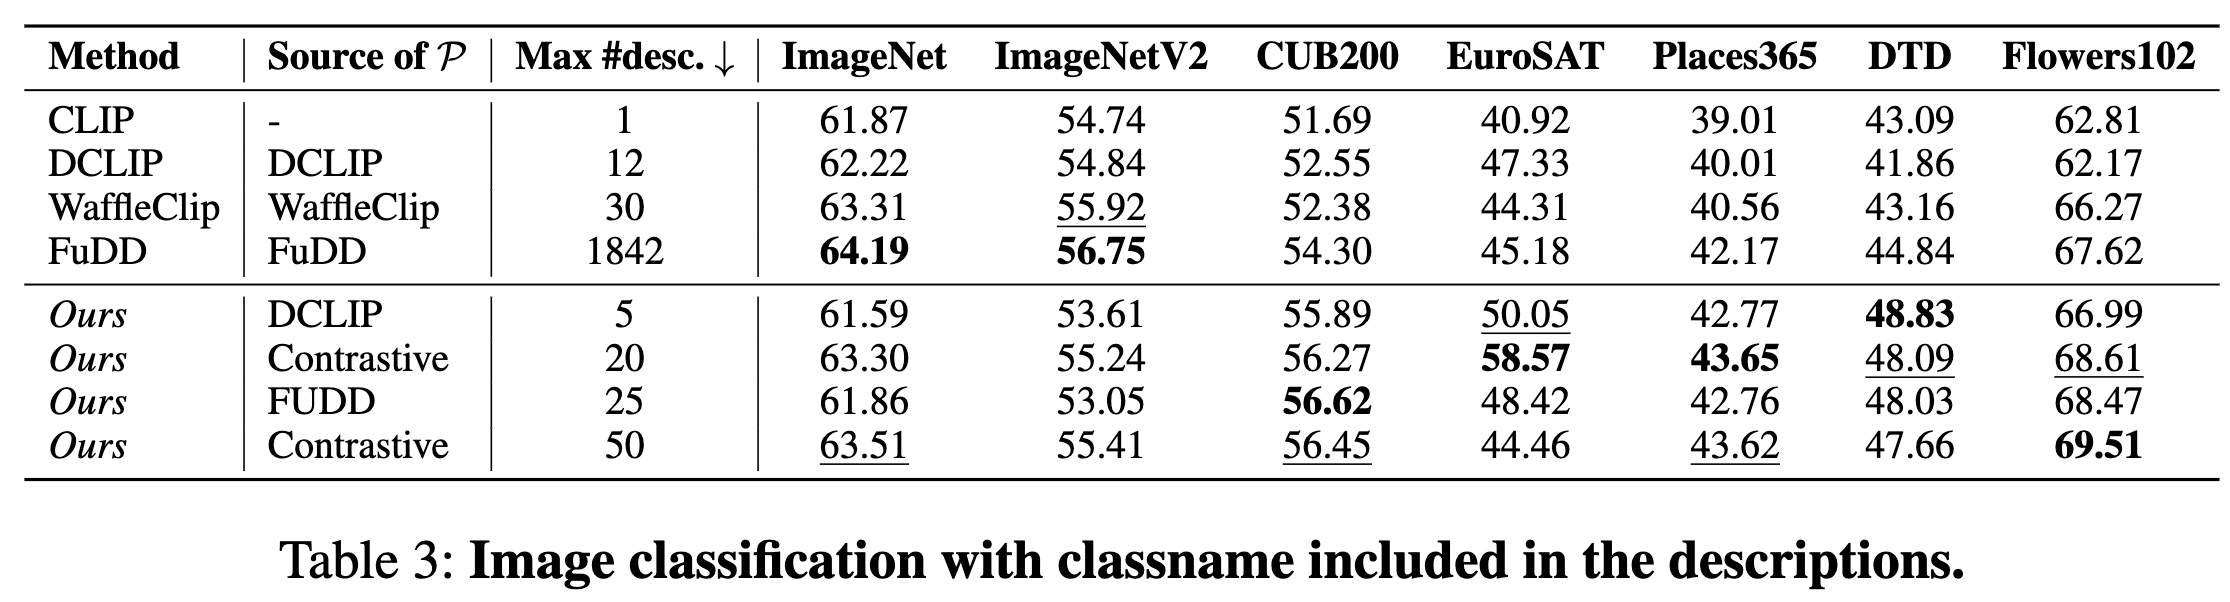 Method Source of 𝒫 Max #desc. ↓ ImageNet ImageNetV2 CUB200 EuroSAT Places365 DTD Flowers102
CLIP - 1 61.87 54.74 51.69 40.92 39.01 43.09 62.81
DCLIP DCLIP 12 62.22 54.84 52.55 47.33 40.01 41.86 62.17
WaffleClip WaffleClip 30 63.31 55.92 52.38 44.31 40.56 43.16 66.27
FuDD FuDD 1842 64.19 56.75 54.30 45.18 42.17 44.84 67.62
Ours DCLIP 5 61.59 53.61 55.89 50.05 42.77 48.83 66.99
Ours Contrastive 20 63.30 55.24 56.27 58.57 43.65 48.09 68.61
Ours FUDD 25 61.86 53.05 56.62 48.42 42.76 48.03 68.47
Ours Contrastive 50 63.51 55.41 56.45 44.46 43.62 47.66 69.51
Table 3: Image classification with classname included in the descriptions.